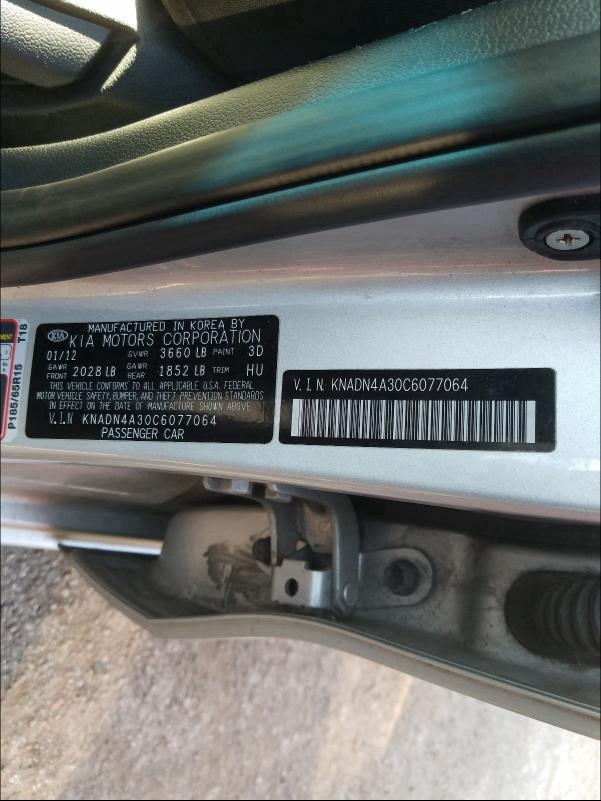 MANUFACTURED IN KOREA BY
KIA KIA MOTORS CORPORATION
01/12 GVWR 3660 LB PAINT 3D
GAWR FRONT 2028 LB GAWR REAR 1852 LB TRIM HU
THIS VEHICLE CONFORMS TO ALL APPLICABLE U.S.A. FEDERAL
MOTOR VEHICLE SAFETY, BUMPER, AND THEFT PREVENTION STANDARDS
IN EFFECT ON THE DATE OF MANUFACTURE SHOWN ABOVE
V.I.N KNADN4A30C6077064
PASSENGER CAR
V.I.N KNADN4A30C6077064
P185/65R15
T18